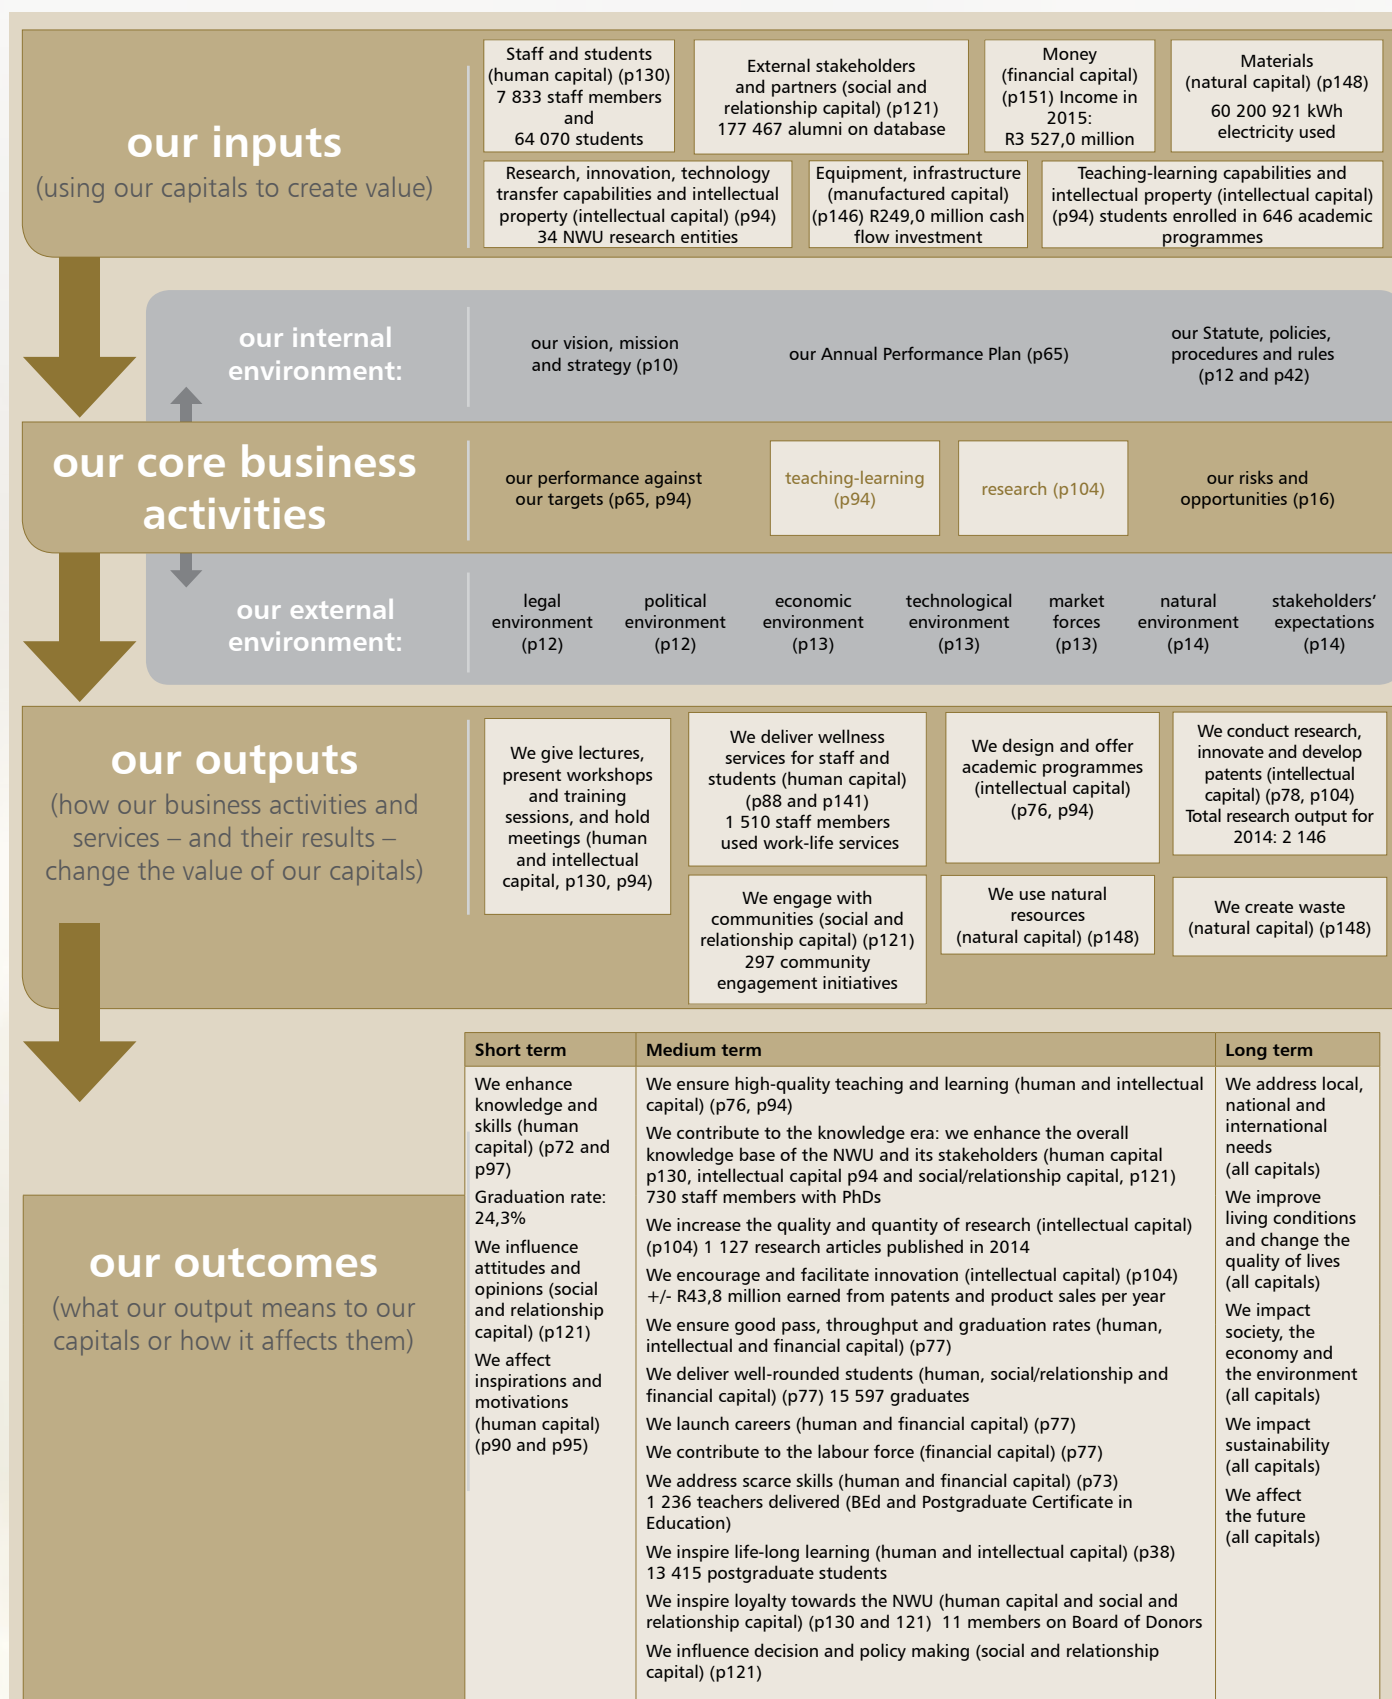 our inputs
(using our capitals to create value)
Staff and students
(human capital) (p130)
7 833 staff members
and
64 070 students
External stakeholders
and partners (social and
relationship capital) (p121)
177 467 alumni on database
Money
(financial capital)
(p151) Income in
2015:
R3 527,0 million
Materials
(natural capital) (p148)
60 200 921 kWh
electricity used
Research, innovation, technology
transfer capabilities and intellectual
property (intellectual capital) (p94)
34 NWU research entities
Equipment, infrastructure
(manufactured capital)
(p146) R249,0 million cash
flow investment
Teaching-learning capabilities and
intellectual property (intellectual capital)
(p94) students enrolled in 646 academic
programmes
our internal
environment:
our vision, mission
and strategy (p10)
our Annual Performance Plan (p65)
our Statute, policies,
procedures and rules
(p12 and p42)
our core business
activities
our performance against
our targets (p65, p94)
teaching-learning
(p94)
research (p104)
our risks and
opportunities (p16)
our external
environment:
legal
environment
(p12)
political
environment
(p12)
economic
environment
(p13)
technological
environment
(p13)
market
forces
(p13)
natural
environment
(p14)
stakeholders’
expectations
(p14)
our outputs
(how our business activities and
services – and their results –
change the value of our capitals)
We give lectures,
present workshops
and training
sessions, and hold
meetings (human
and intellectual
capital, p130, p94)
We deliver wellness
services for staff and
students (human capital)
(p88 and p141)
1 510 staff members
used work-life services
We design and offer
academic programmes
(intellectual capital)
(p76, p94)
We conduct research,
innovate and develop
patents (intellectual
capital) (p78, p104)
Total research output for
2014: 2 146
We engage with
communities (social and
relationship capital) (p121)
297 community
engagement initiatives
We use natural
resources
(natural capital) (p148)
We create waste
(natural capital) (p148)
our outcomes
(what our output means to our
capitals or how it affects them)
Short term
We enhance
knowledge and
skills (human
capital) (p72 and
p97)
Graduation rate:
24,3%
We influence
attitudes and
opinions (social
and relationship
capital) (p121)
We affect
inspirations and
motivations
(human capital)
(p90 and p95)
Medium term
We ensure high-quality teaching and learning (human and intellectual
capital) (p76, p94)
We contribute to the knowledge era: we enhance the overall
knowledge base of the NWU and its stakeholders (human capital
p130, intellectual capital p94 and social/relationship capital, p121)
730 staff members with PhDs
We increase the quality and quantity of research (intellectual capital)
(p104) 1 127 research articles published in 2014
We encourage and facilitate innovation (intellectual capital) (p104)
+/- R43,8 million earned from patents and product sales per year
We ensure good pass, throughput and graduation rates (human,
intellectual and financial capital) (p77)
We deliver well-rounded students (human, social/relationship and
financial capital) (p77) 15 597 graduates
We launch careers (human and financial capital) (p77)
We contribute to the labour force (financial capital) (p77)
We address scarce skills (human and financial capital) (p73)
1 236 teachers delivered (BEd and Postgraduate Certificate in
Education)
We inspire life-long learning (human and intellectual capital) (p38)
13 415 postgraduate students
We inspire loyalty towards the NWU (human capital and social and
relationship capital) (p130 and 121) 11 members on Board of Donors
We influence decision and policy making (social and relationship
capital) (p121)
Long term
We address local,
national and
international
needs
(all capitals)
We improve
living conditions
and change the
quality of lives
(all capitals)
We impact
society, the
economy and
the environment
(all capitals)
We impact
sustainability
(all capitals)
We affect
the future
(all capitals)